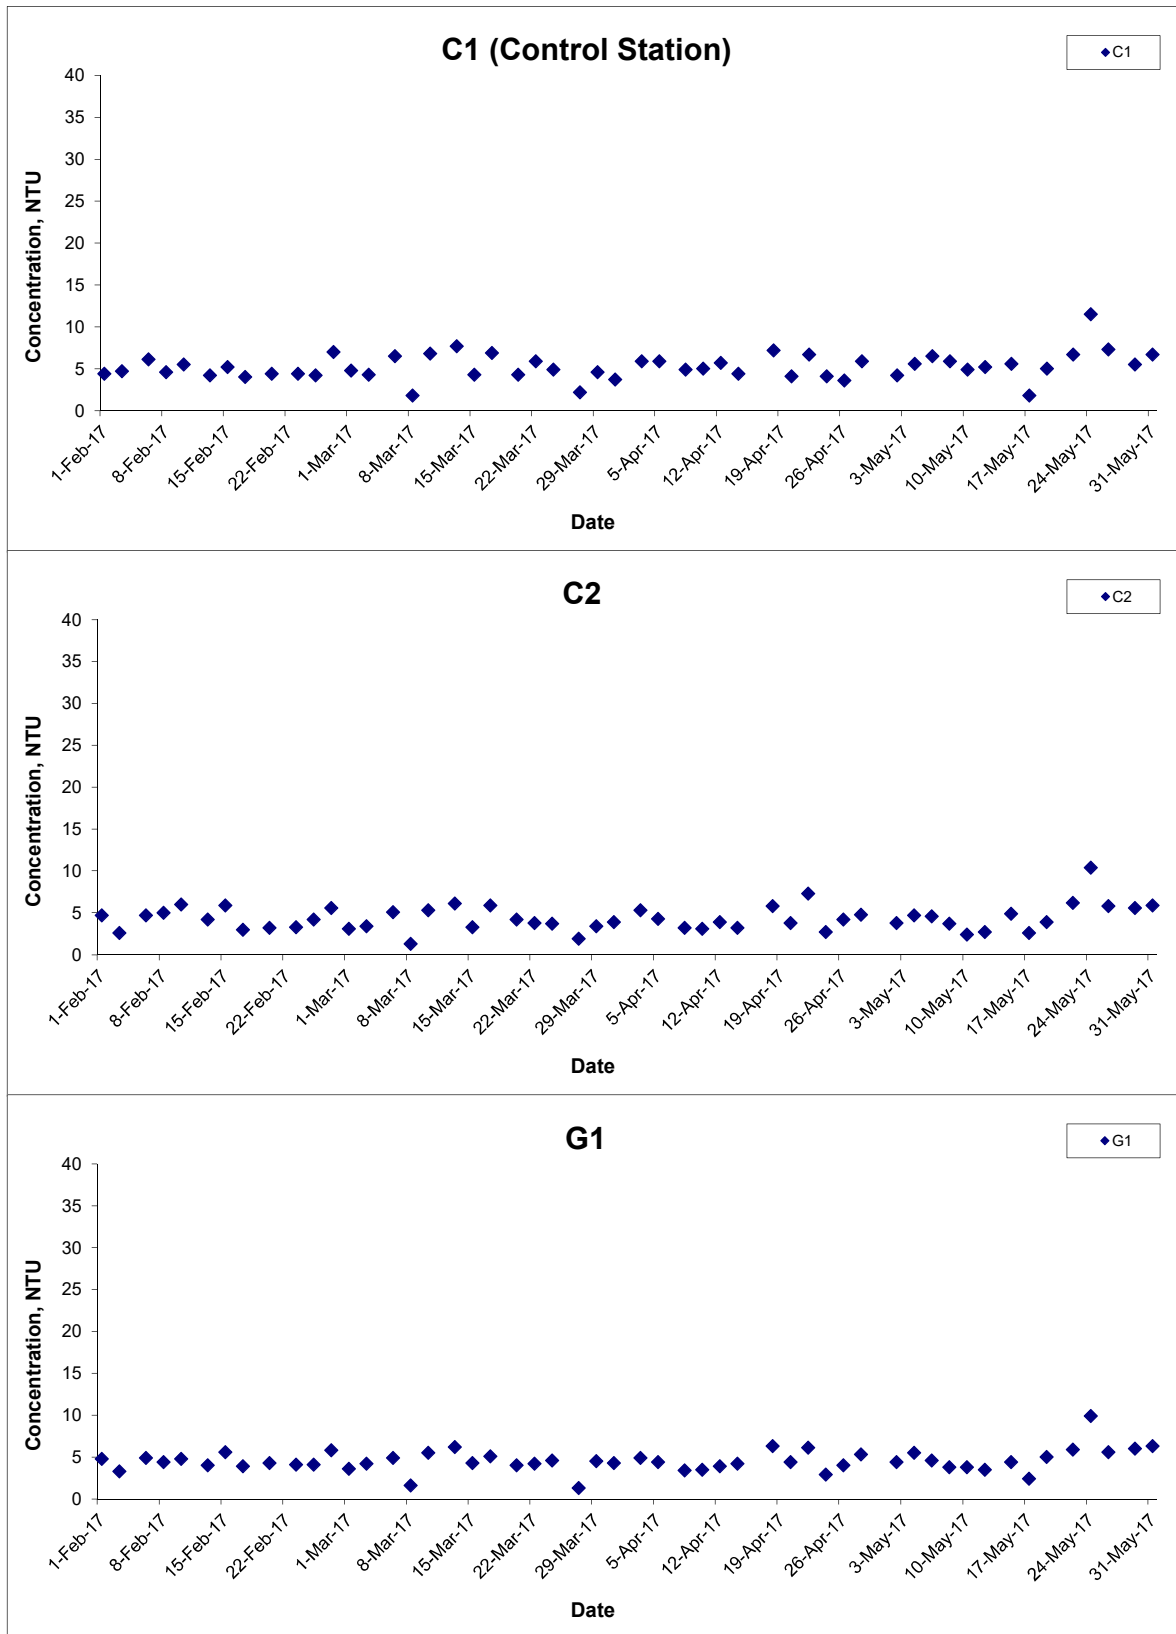 C1 (Control Station)
C1
Concentration, NTU
40
35
30
25
20
15
10
5
0
1-Feb-17
8-Feb-17
15-Feb-17
22-Feb-17
1-Mar-17
8-Mar-17
15-Mar-17
22-Mar-17
29-Mar-17
5-Apr-17
12-Apr-17
19-Apr-17
26-Apr-17
3-May-17
10-May-17
17-May-17
24-May-17
31-May-17
Date
C2
C2
Concentration, NTU
40
35
30
25
20
15
10
5
0
1-Feb-17
8-Feb-17
15-Feb-17
22-Feb-17
1-Mar-17
8-Mar-17
15-Mar-17
22-Mar-17
29-Mar-17
5-Apr-17
12-Apr-17
19-Apr-17
26-Apr-17
3-May-17
10-May-17
17-May-17
24-May-17
31-May-17
Date
G1
G1
Concentration, NTU
40
35
30
25
20
15
10
5
0
1-Feb-17
8-Feb-17
15-Feb-17
22-Feb-17
1-Mar-17
8-Mar-17
15-Mar-17
22-Mar-17
29-Mar-17
5-Apr-17
12-Apr-17
19-Apr-17
26-Apr-17
3-May-17
10-May-17
17-May-17
24-May-17
31-May-17
Date